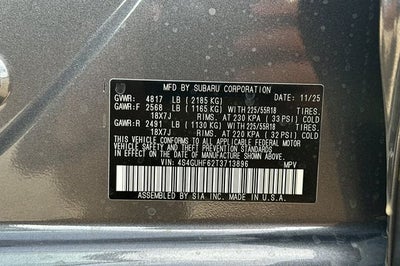 MFD. BY SUBARU CORPORATION
GVWR: 4817 LB ( 2185 KG) DATE: 11/25
GAWR:F 2568 LB ( 1165 KG) WITH 225/55R18 TIRES,
18X7J RIMS, AT 230 KPA ( 33 PSI) COLD
GAWR:R 2491 LB ( 1130 KG) WITH 225/55R18 TIRES,
18X7J RIMS, AT 220 KPA ( 32 PSI) COLD
THIS VEHICLE CONFORMS TO ALL APPLICABLE FEDERAL MOTOR
VEHICLE SAFETY AND THEFT PREVENTION STANDARDS
IN EFFECT ON THE DATE OF MANUFACTURE SHOWN ABOVE.
VIN: 4S4GUHF62T3713896 MPV
ASSEMBLED BY SIA INC. MADE IN U.S.A.